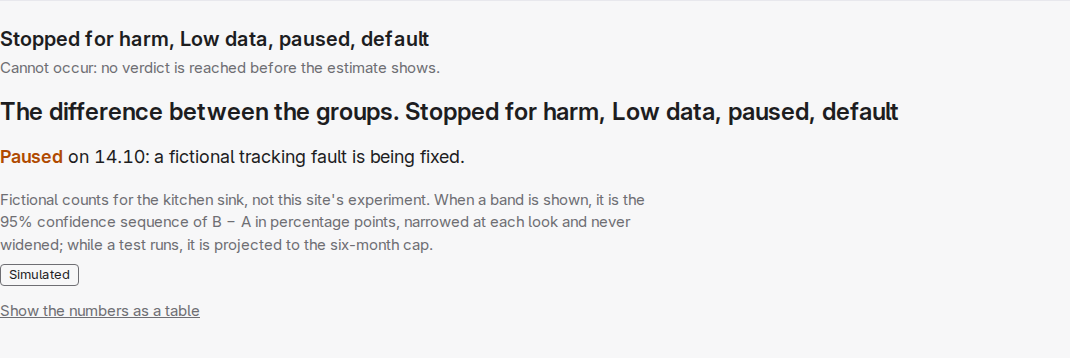 Stopped for harm, Low data, paused, default
Cannot occur: no verdict is reached before the estimate shows.
The difference between the groups. Stopped for harm, Low data, paused, default
Paused on 14.10: a fictional tracking fault is being fixed.
Fictional counts for the kitchen sink, not this site's experiment. When a band is shown, it is the
95% confidence sequence of B − A in percentage points, narrowed at each look and never
widened; while a test runs, it is projected to the six-month cap.
Simulated
Show the numbers as a table